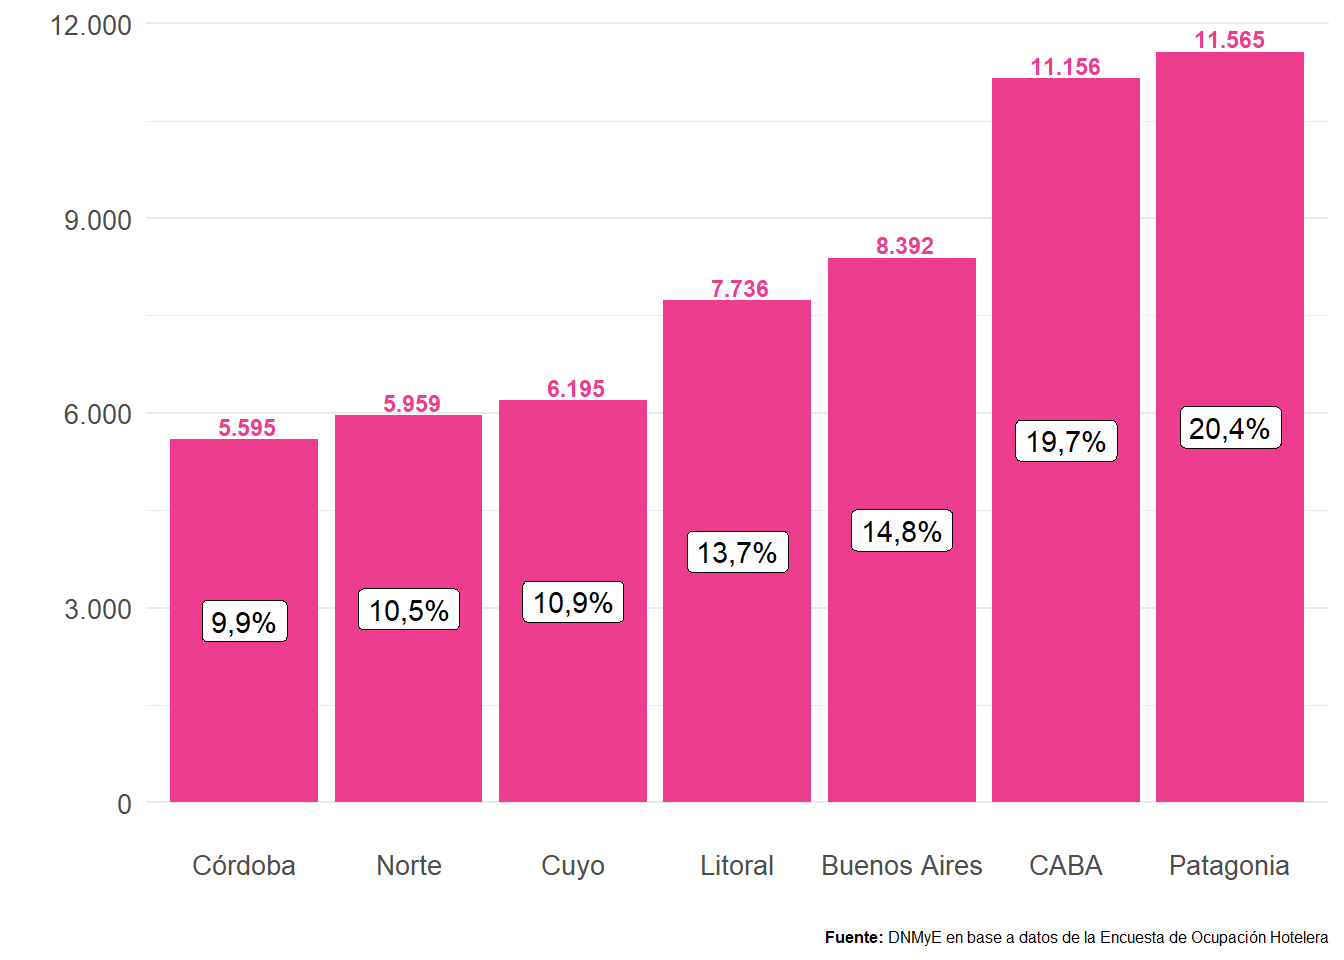 12.000
9.000
6.000
3.000
0
5.595
5.959
6.195
7.736
8.392
11.156
11.565
9,9%
10,5%
10,9%
13,7%
14,8%
19,7%
20,4%
Córdoba
Norte
Cuyo
Litoral
Buenos Aires
CABA
Patagonia
Fuente: DNMyE en base a datos de la Encuesta de Ocupación Hotelera